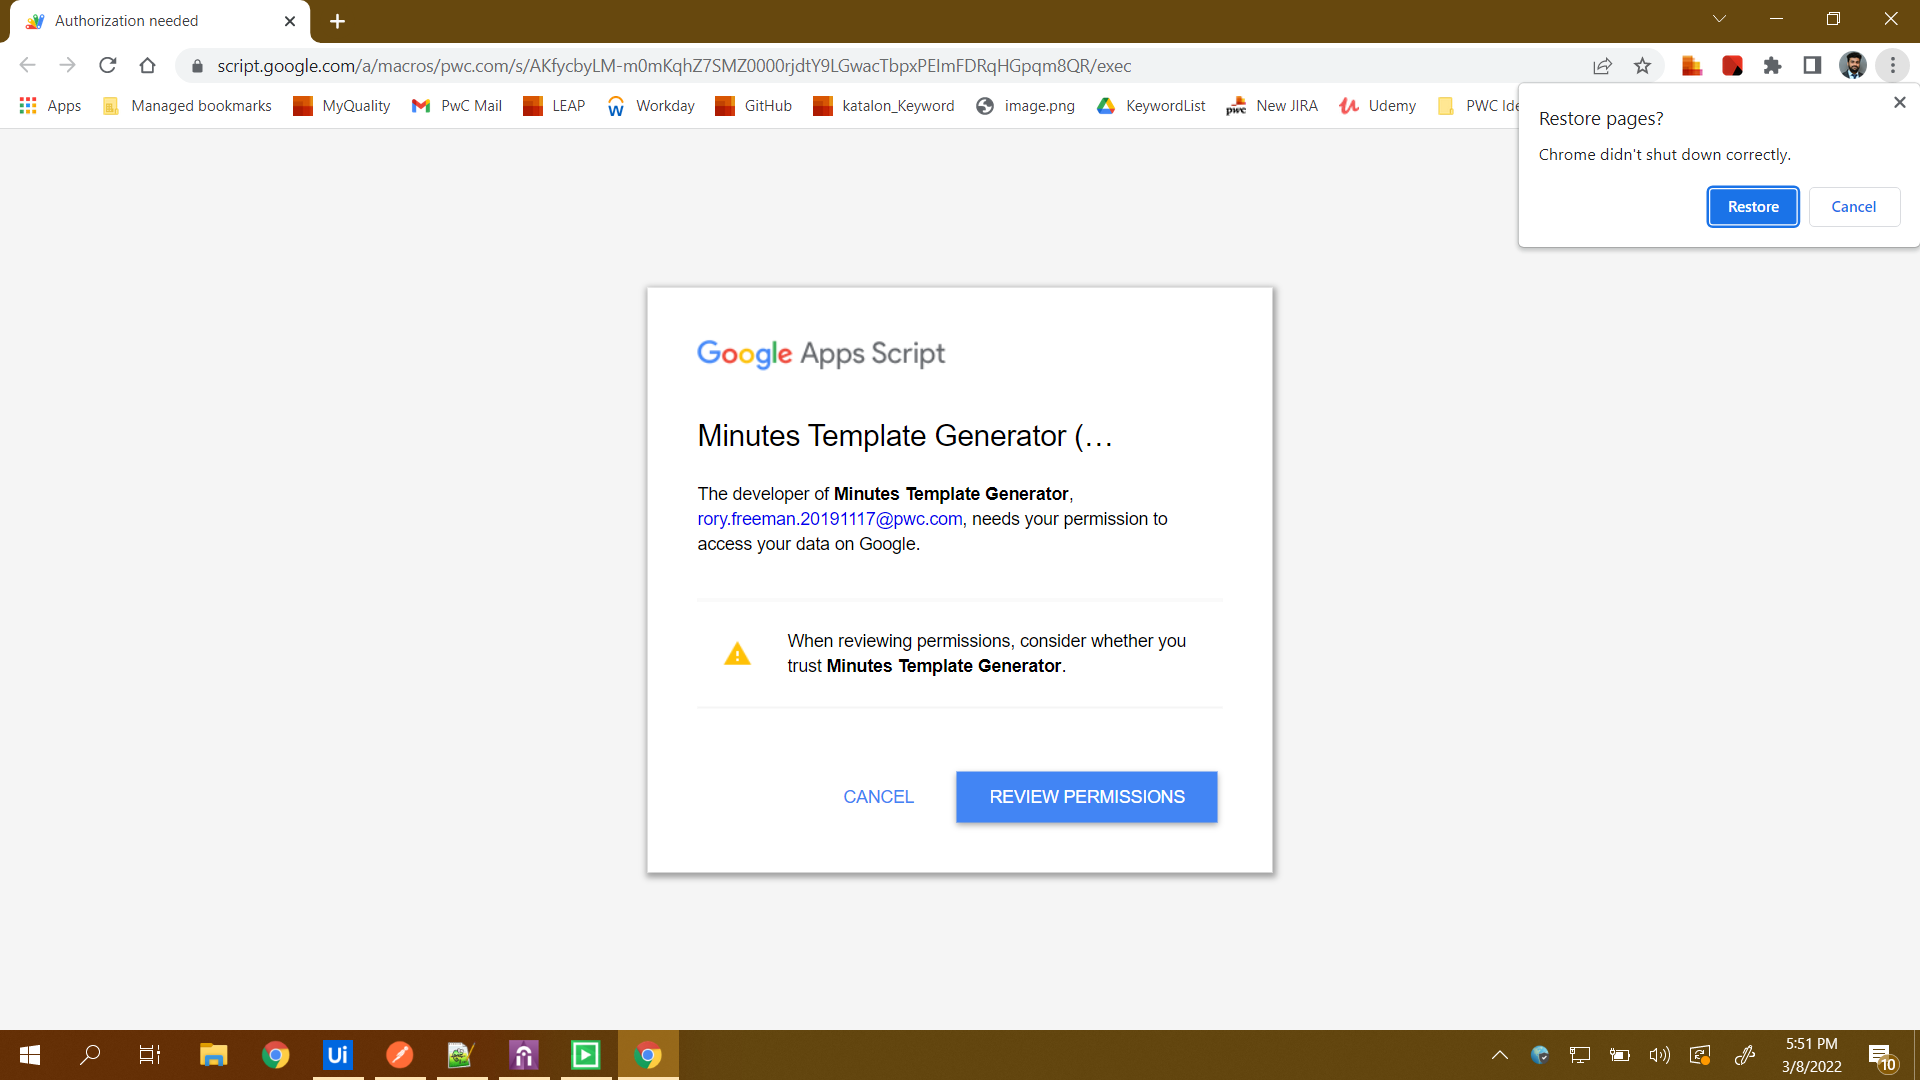 Authorization needed
script.google.com/a/macros/pwc.com/s/AKfycbyLM-m0mKqhZ7SMZ0000rjdtY9LGwacTbpxPEImFDRqHGpqm8QR/exec
Apps Managed bookmarks MyQuality PwC Mail LEAP Workday GitHub katalon_Keyword image.png KeywordList pwc New JIRA Udemy PWC Ide
Restore pages?
Chrome didn't shut down correctly.
Restore Cancel
Google Apps Script
Minutes Template Generator (...
The developer of Minutes Template Generator,
rory.freeman.20191117@pwc.com, needs your permission to
access your data on Google.
When reviewing permissions, consider whether you
trust Minutes Template Generator.
CANCEL REVIEW PERMISSIONS
Ui
5:51 PM
3/8/2022
10